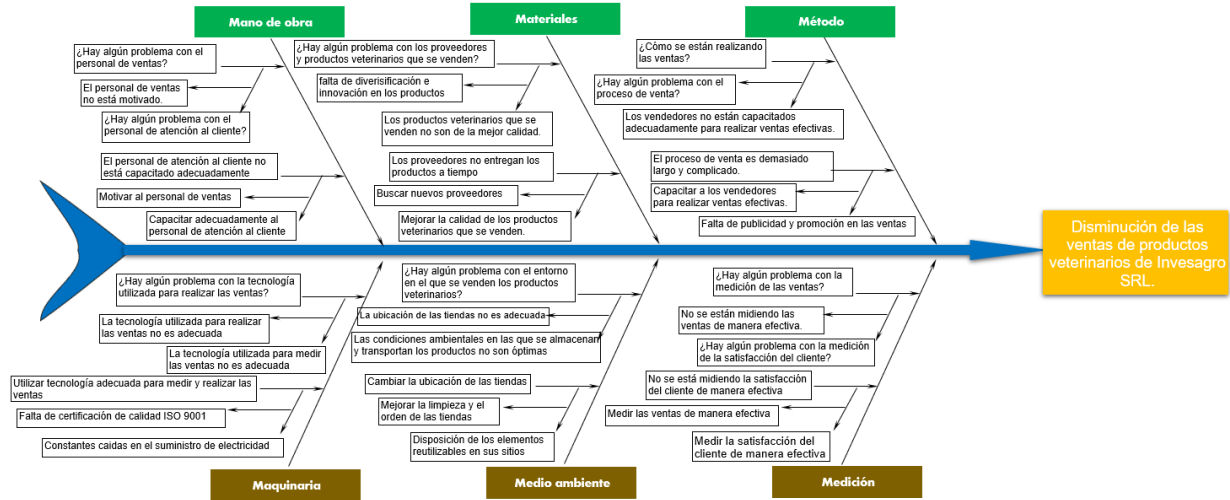 Mano de obra
Materiales
Método
¿Hay algún problema con el
personal de ventas?
El personal de ventas
no está motivado.
¿Hay algún problema con el
personal de atención al cliente?
El personal de atención al cliente no
está capacitado adecuadamente
Motivar al personal de ventas
Capacitar adecuadamente al
personal de atención al cliente
¿Hay algún problema con los proveedores
y productos veterinarios que se venden?
falta de diverisificación e
innovación en los productos
Los productos veterinarios que se
venden no son de la mejor calidad.
Los proveedores no entregan los
productos a tiempo
Buscar nuevos proveedores
Mejorar la calidad de los productos
veterinarios que se venden.
¿Cómo se están realizando
las ventas?
¿Hay algún problema con el
proceso de venta?
Los vendedores no están capacitados
adecuadamente para realizar ventas efectivas.
El proceso de venta es demasiado
largo y complicado.
Capacitar a los vendedores
para realizar ventas efectivas.
Falta de publicidad y promoción en las ventas
Disminución de las
ventas de productos
veterinarios de Invesagro
SRL.
¿Hay algún problema con la tecnología
utilizada para realizar las ventas?
La tecnología utilizada para realizar
las ventas no es adecuada
La tecnología utilizada para medir
las ventas no es adecuada
Utilizar tecnología adecuada para medir y realizar las
ventas
Falta de certificación de calidad ISO 9001
Constantes caidas en el suministro de electricidad
¿Hay algún problema con el entorno
en el que se venden los productos
veterinarios?
La ubicación de las tiendas no es adecuada
Las condiciones ambientales en las que se almacenan
y transportan los productos no son óptimas
Cambiar la ubicación de las tiendas
Mejorar la limpieza y el
orden de las tiendas
Disposición de los elementos
reutilizables en sus sitios
¿Hay algún problema con la
medición de las ventas?
No se están midiendo las
ventas de manera efectiva.
¿Hay algún problema con la medición
de la satisfacción del cliente?
No se está midiendo la satisfacción
del cliente de manera efectiva
Medir las ventas de manera efectiva
Medir la satisfacción del
cliente de manera efectiva
Maquinaria
Medio ambiente
Medición